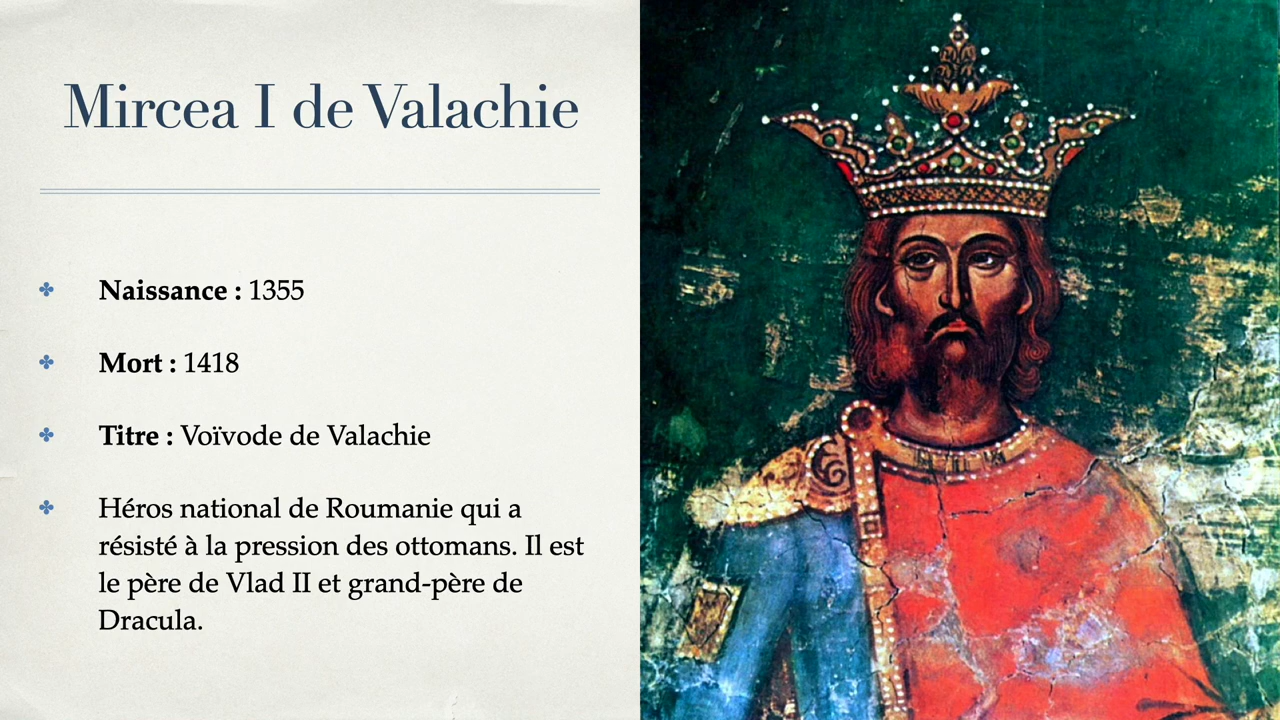 Mircea I de Valachie
Naissance : 1355
Mort : 1418
Titre : Voïvode de Valachie
Héros national de Roumanie qui a
résisté à la pression des ottomans. Il est
le père de Vlad II et grand-père de
Dracula.